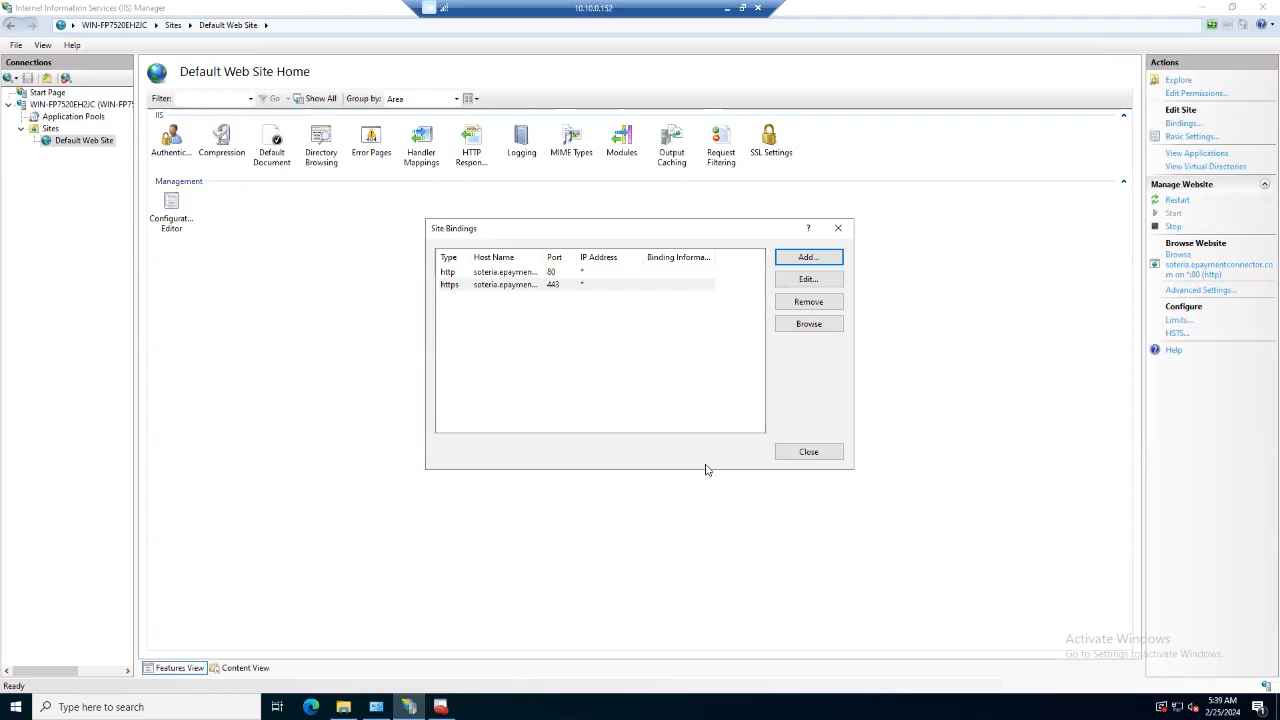 Internet Information Services (IIS) Manager
10.10.0.152
WIN-FP7520EH2JC
Sites
Default Web Site
File
View
Help
Connections
Start Page
WIN-FP7520EH2JC (WIN-FP7
Application Pools
Sites
Default Web Site
Default Web Site Home
Filter:
Go
Show All
Group by:
Area
IIS
Authentic...
Compression
Default Document
Directory Browsing
Error Pages
Handler Mappings
HTTP Respon...
Logging
MIME Types
Modules
Output Caching
Request Filtering
SSL Settings
Management
Configurat... Editor
Site Bindings
?
Type Host Name Port IP Address Binding Informa...
http soteria.epaymen... 80 *
https soteria.epaymen... 443 *
Add...
Edit...
Remove
Browse
Close
Actions
Explore
Edit Permissions...
Edit Site
Bindings...
Basic Settings...
View Applications
View Virtual Directories
Manage Website
Restart
Start
Stop
Browse Website
Browse
soteria.epaymentconnector.co
m on *:80 (http)
Advanced Settings...
Configure
Limits...
HSTS...
Help
Activate Windows
Go to Settings to activate Windows.
Features View
Content View
Ready
Type here to search
5:39 AM
2/25/2024